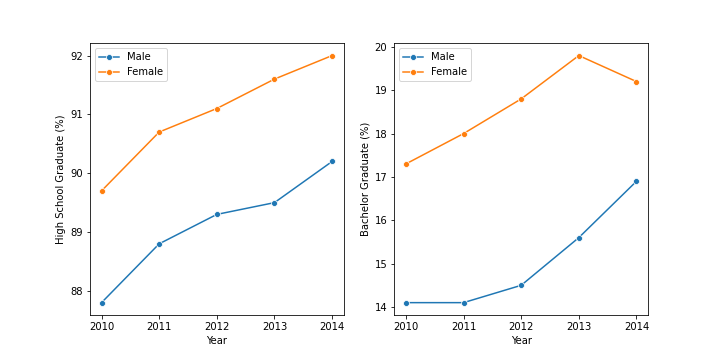 Male
Female
High School Graduate (%)
92
91
90
89
88
2010 2011 2012 2013 2014
Year
Male
Female
Bachelor Graduate (%)
20
19
18
17
16
15
14
2010 2011 2012 2013 2014
Year